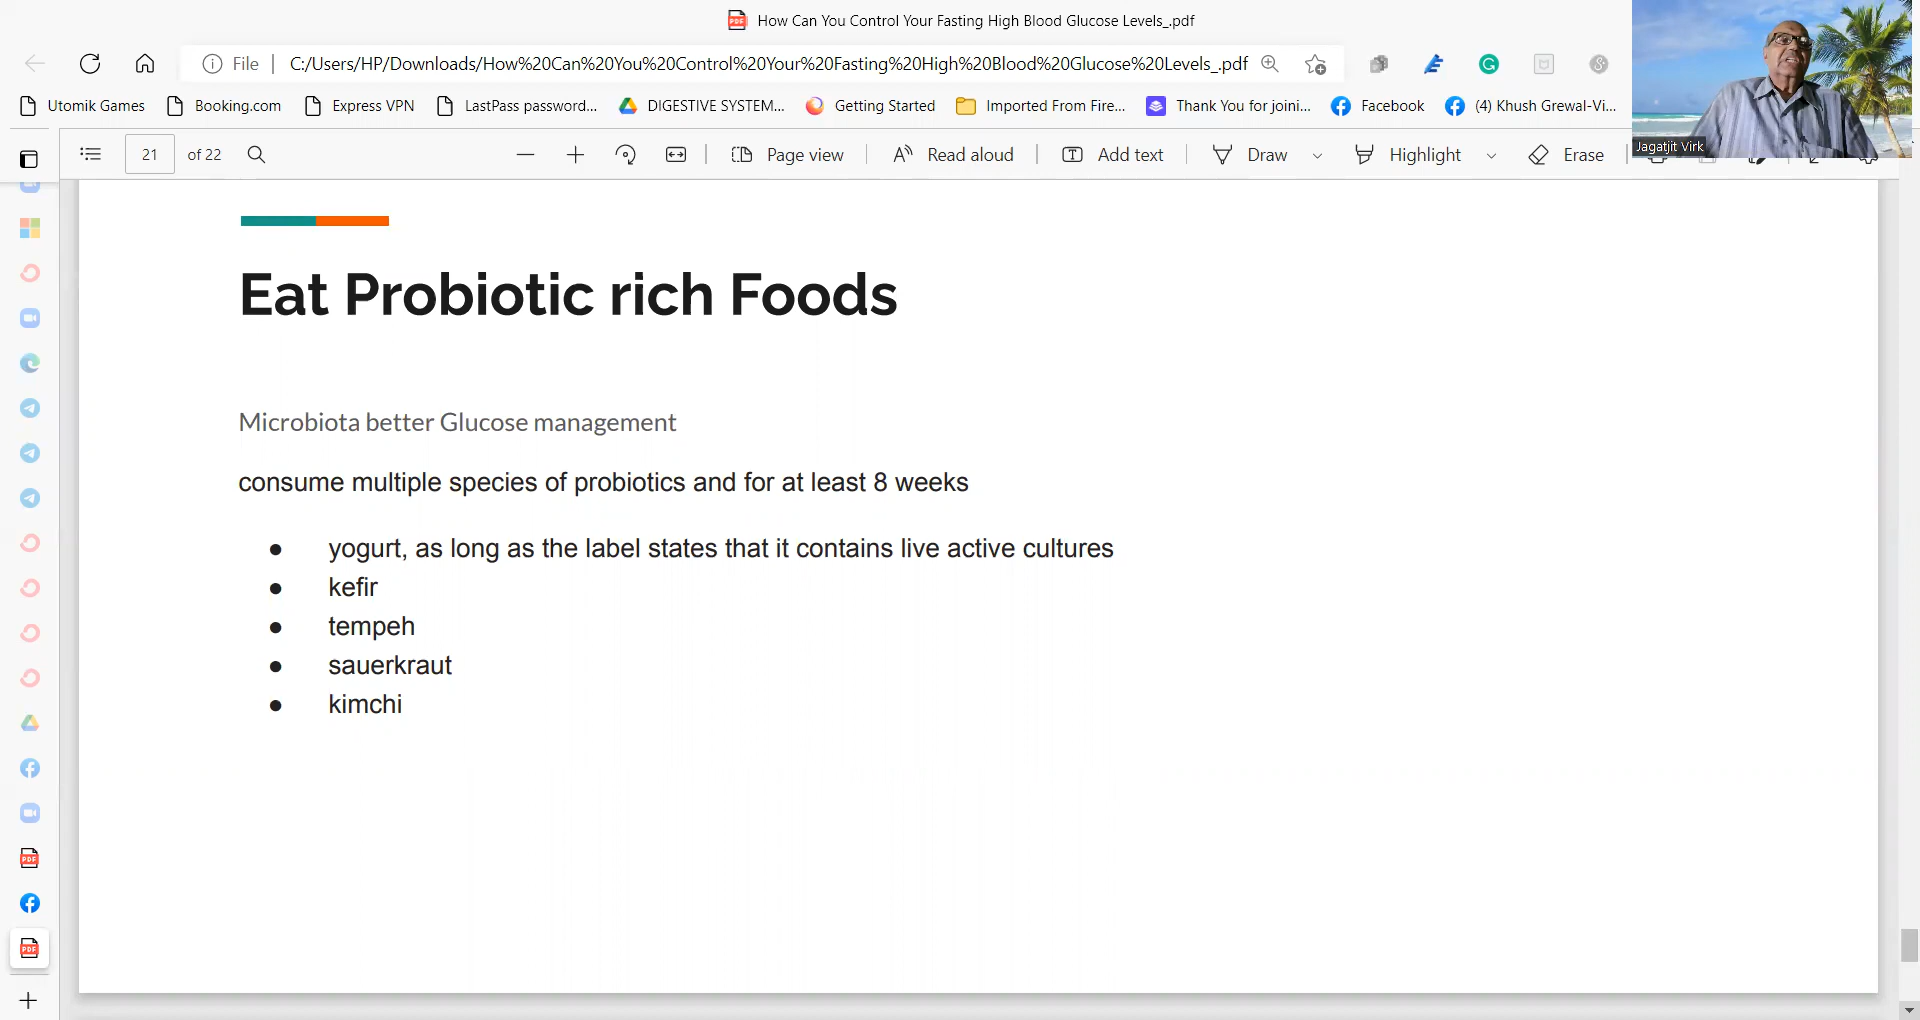 How Can You Control Your Fasting High Blood Glucose Levels_.pdf
File
C:/Users/HP/Downloads/How%20Can%20You%20Control%20Your%20Fasting%20High%20Blood%20Glucose%20Levels_.pdf
Utomik Games
Booking.com
Express VPN
LastPass password...
DIGESTIVE SYSTEM...
Getting Started
Imported From Fire...
Thank You for joini...
Facebook
(4) Khush Grewal-Vi...
Jagatjit Virk
21 of 22
Page view
Read aloud
Add text
Draw
Highlight
Erase
Eat Probiotic rich Foods
Microbiota better Glucose management
consume multiple species of probiotics and for at least 8 weeks
● yogurt, as long as the label states that it contains live active cultures
● kefir
● tempeh
● sauerkraut
● kimchi